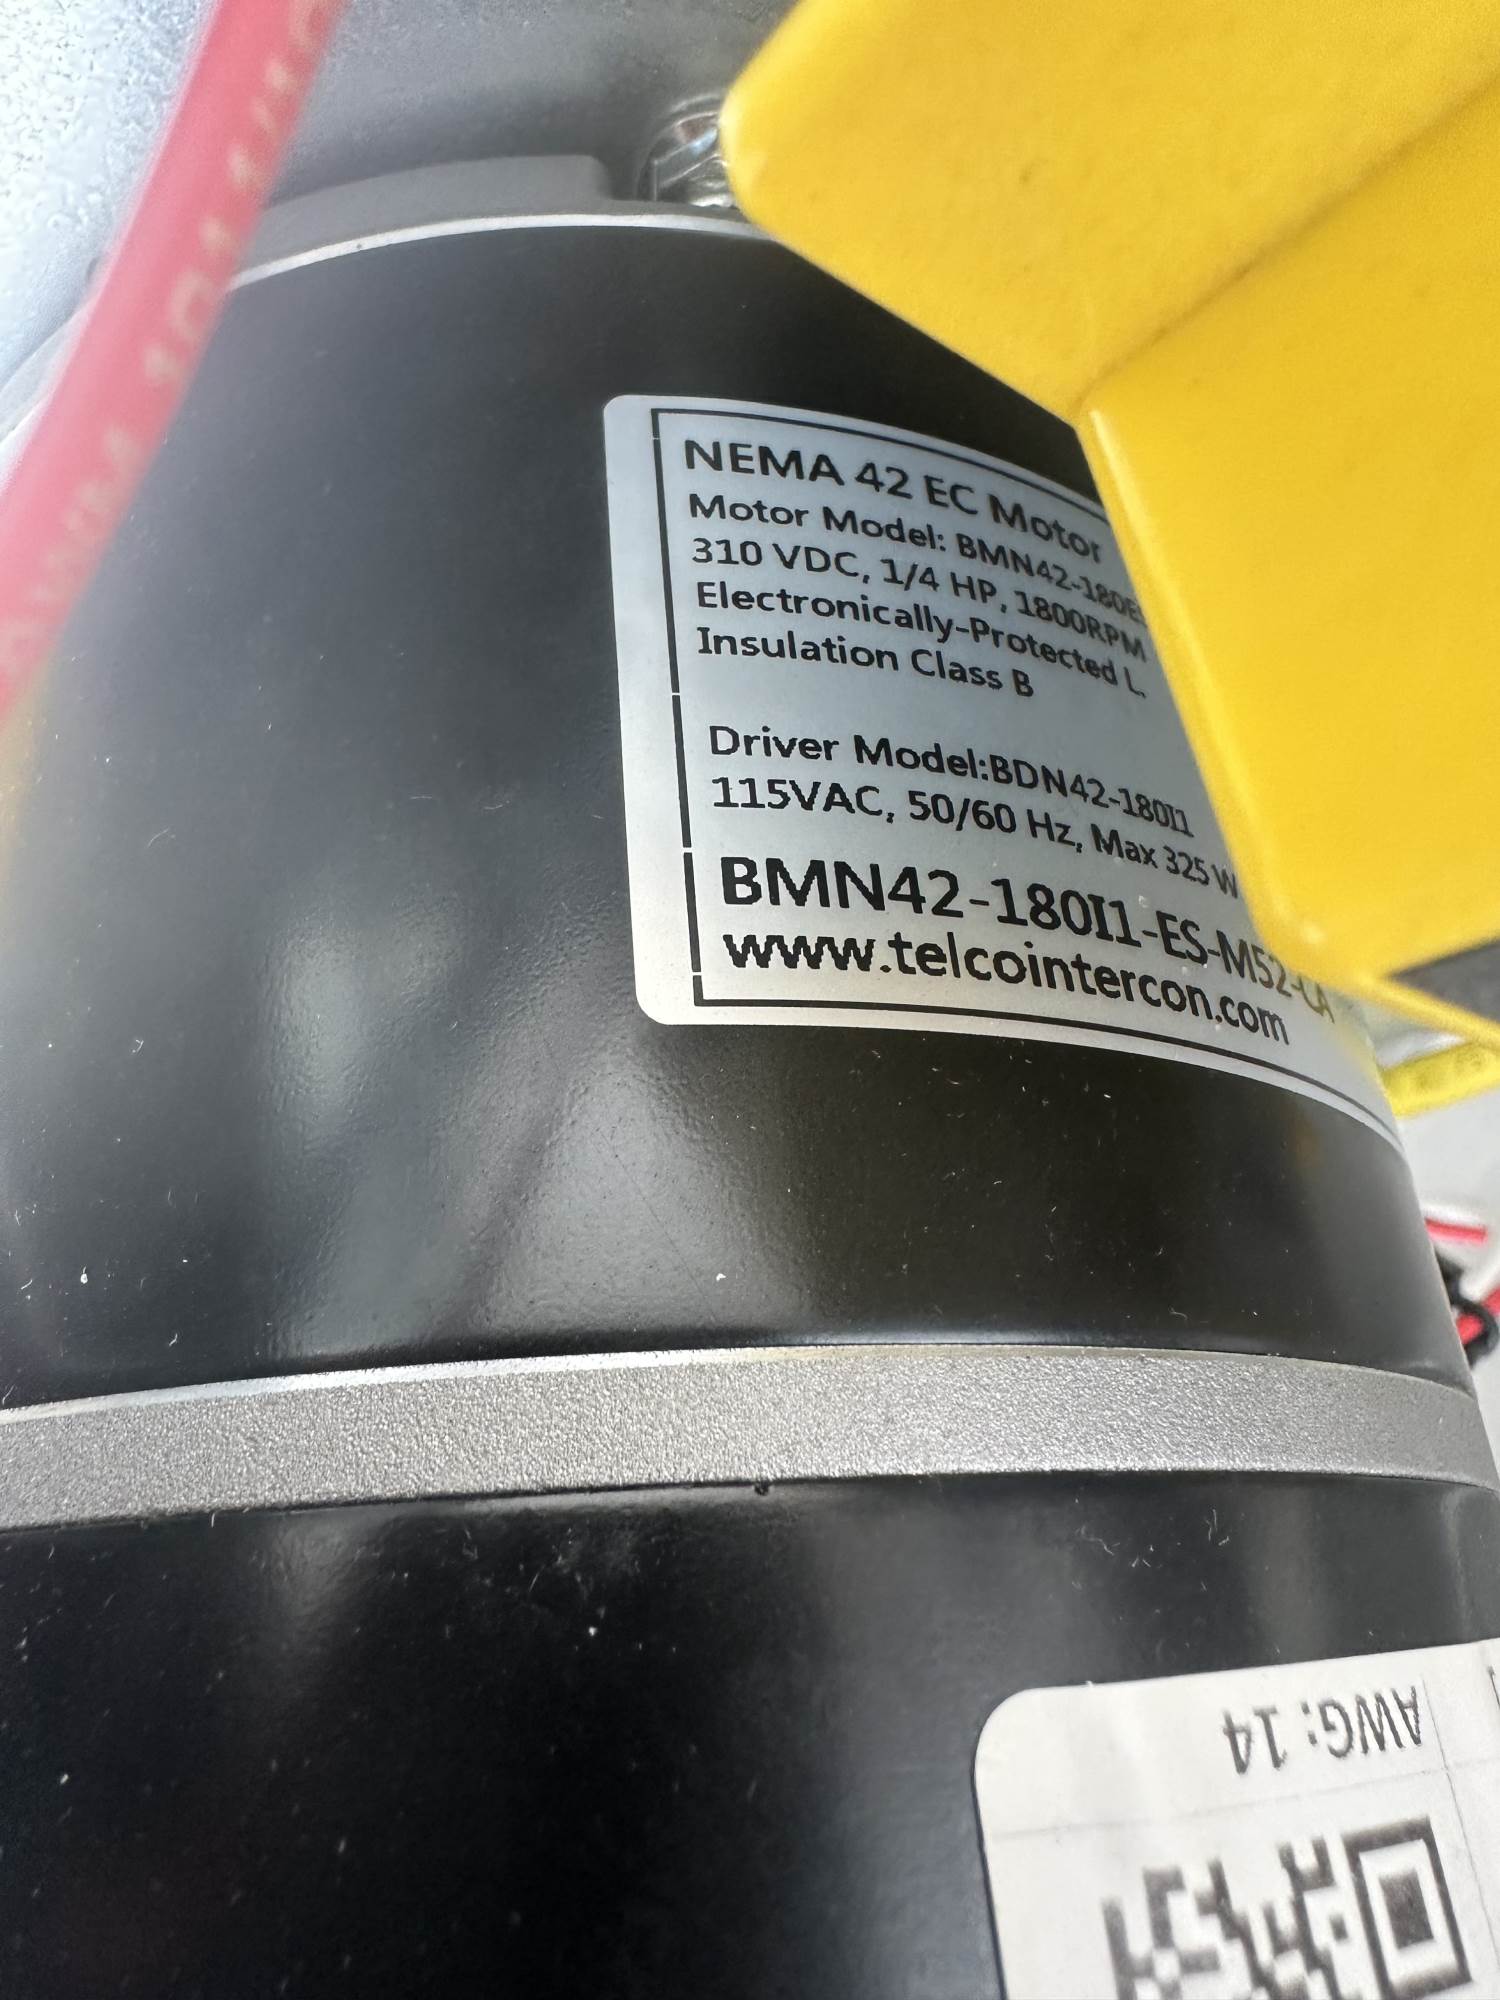 NEMA 42 EC Motor
Motor Model: BMN42-180E
310 VDC, 1/4 HP, 1800RPM
Electronically-Protected L.
Insulation Class B
Driver Model:BDN42-180I1
115VAC, 50/60 Hz, Max 325 W
BMN42-180I1-ES-M52-CA
www.telcointercon.com
AWG: 14